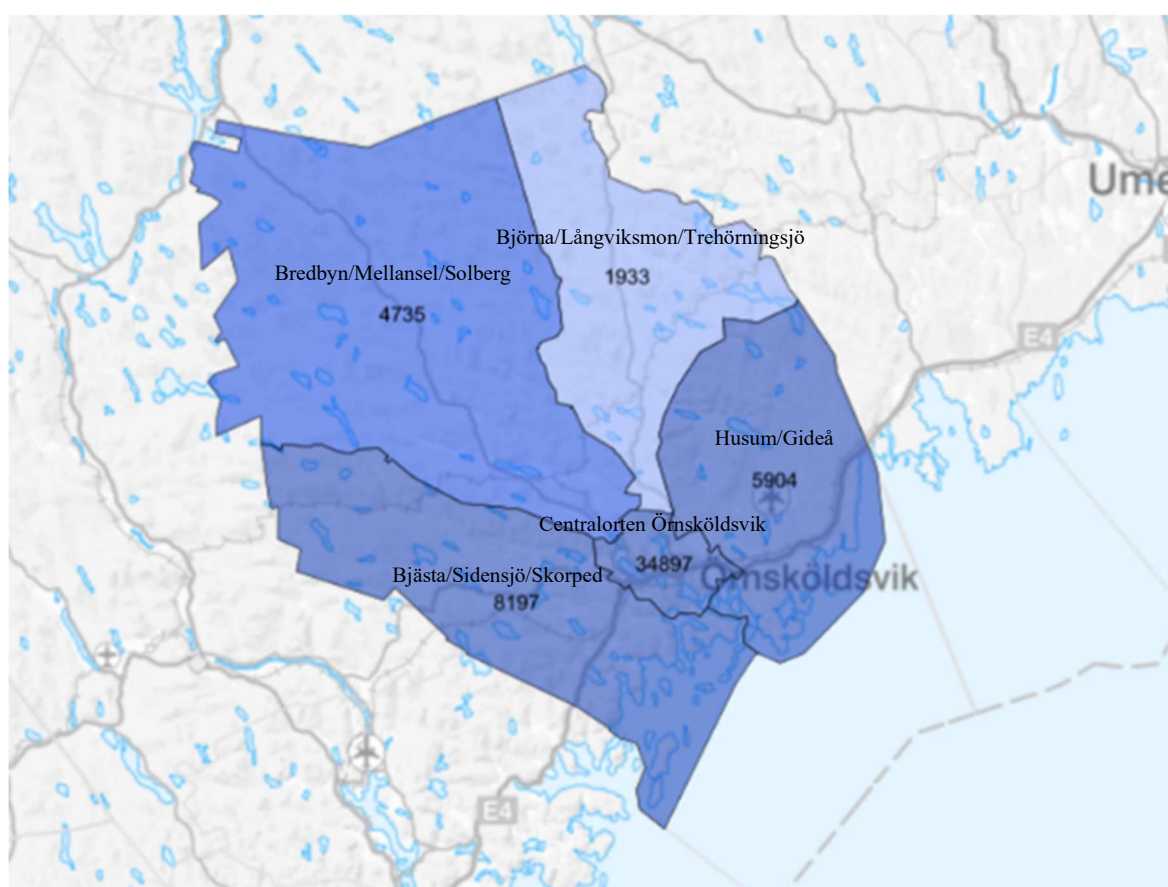 Ume
Björna/Långviksmon/Trehörningsjö
1933
Bredbyn/Mellansel/Solberg
4735
E4
Husum/Gideå
5904
Centralorten Örnsköldsvik
34897
Örnsköldsvik
Bjästa/Sidensjö/Skorped
8197
E4